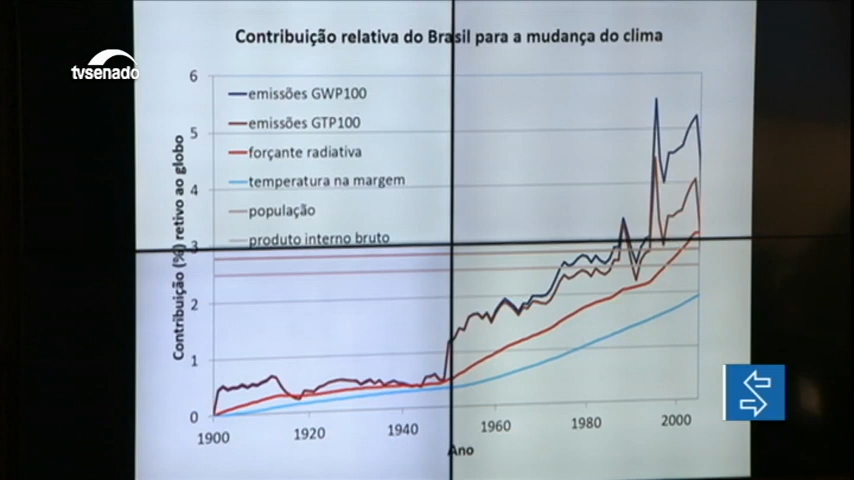 Contribuição relativa do Brasil para a mudança do clima
tvsenado
Contribuição (%) retivo ao globo
6
5
4
3
2
1
0
emissões GWP100
emissões GTP100
forçante radiativa
temperatura na margem
população
produto interno bruto
1900
1920
1940
1960
1980
2000
Ano